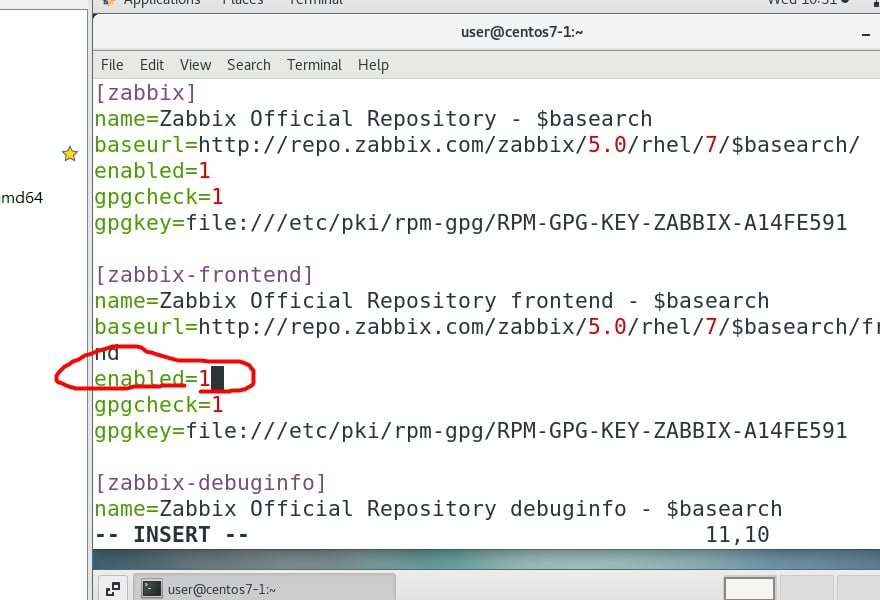 Applications Places Terminal Wed 10:31
user@centos7-1:~
File Edit View Search Terminal Help
[zabbix]
name=Zabbix Official Repository - $basearch
baseurl=http://repo.zabbix.com/zabbix/5.0/rhel/7/$basearch/
enabled=1
gpgcheck=1
gpgkey=file:///etc/pki/rpm-gpg/RPM-GPG-KEY-ZABBIX-A14FE591
md64
[zabbix-frontend]
name=Zabbix Official Repository frontend - $basearch
baseurl=http://repo.zabbix.com/zabbix/5.0/rhel/7/$basearch/fr
nd
enabled=1
gpgcheck=1
gpgkey=file:///etc/pki/rpm-gpg/RPM-GPG-KEY-ZABBIX-A14FE591
[zabbix-debuginfo]
name=Zabbix Official Repository debuginfo - $basearch
-- INSERT -- 11,10
user@centos7-1:~